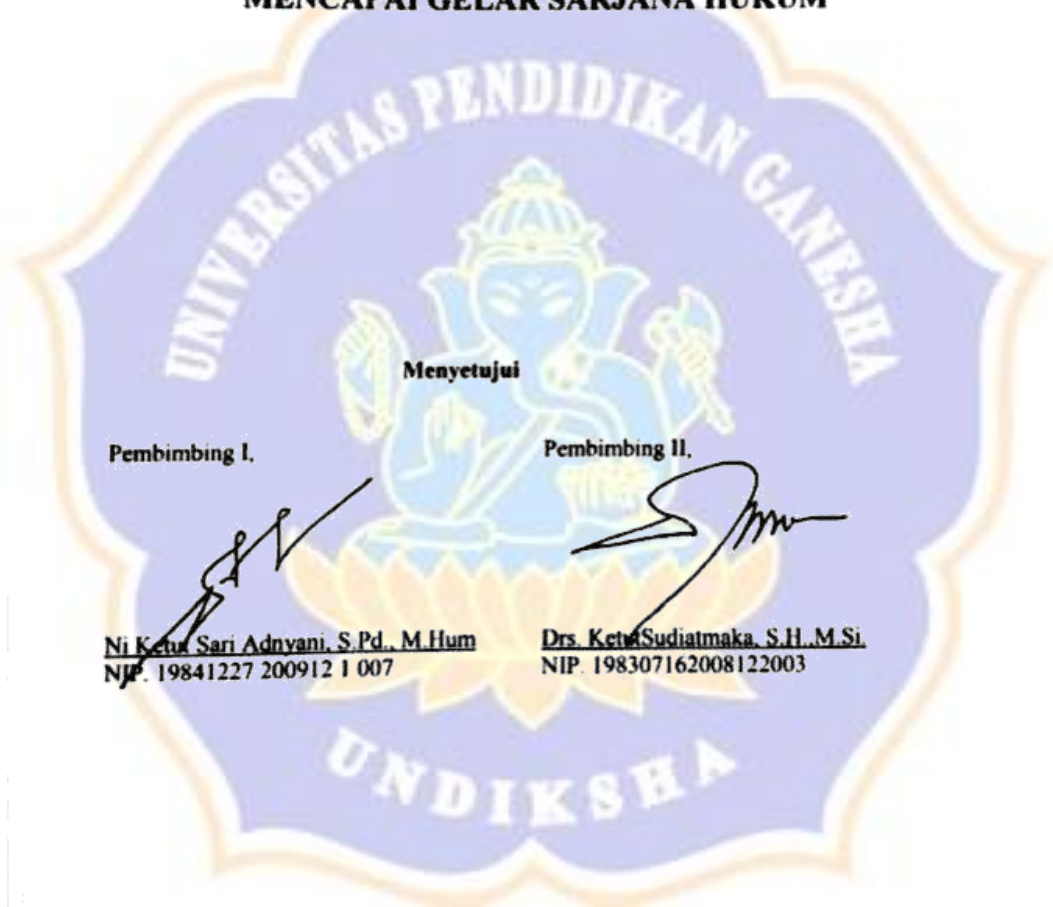 MENCAPAI GELAR SARJANA HUKUM
UNIVERSITAS PENDIDIKAN GANESHA
Menyetujui
Pembimbing I,
Pembimbing II,
Ni Ketut Sari Adnyani, S.Pd., M.Hum
NIP. 19841227 200912 1 007
Drs. Ketut Sudiatmaka, S.H.,M.Si.
NIP. 198307162008122003
UNDIKSHA